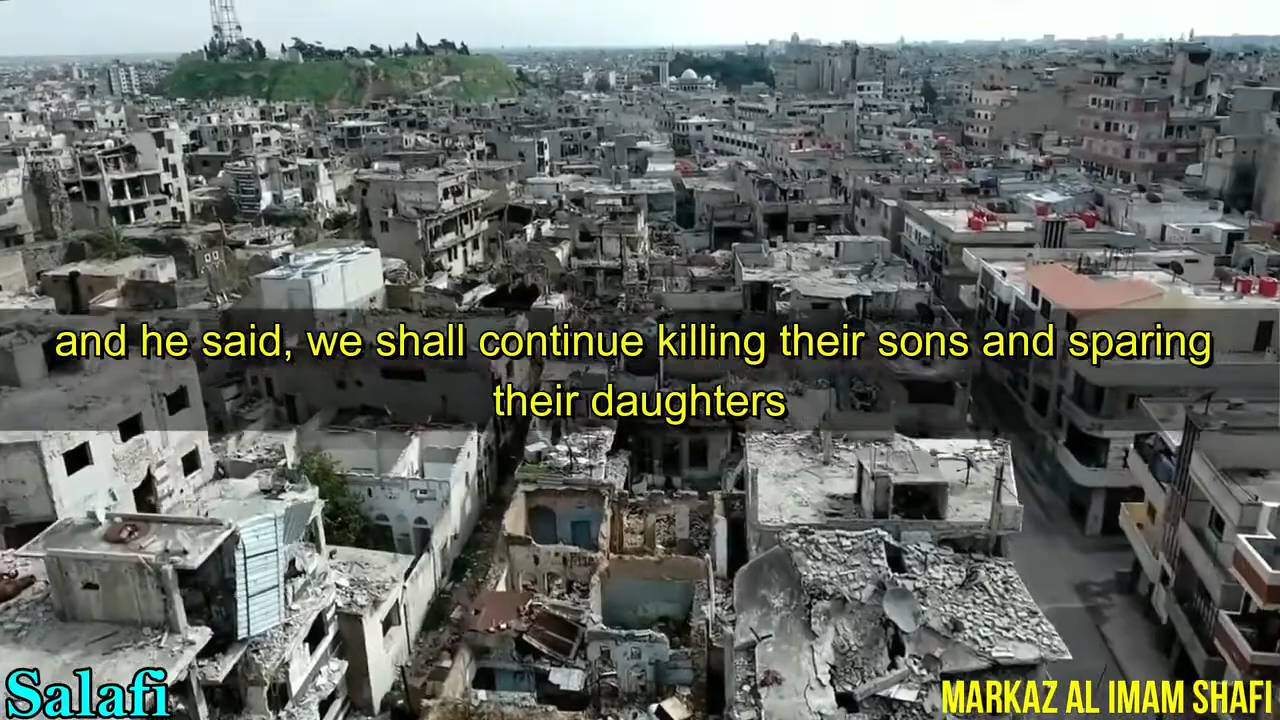 and he said, we shall continue killing their sons and sparing
their daughters
Salafi
MARKAZ AL IMAM SHAFI